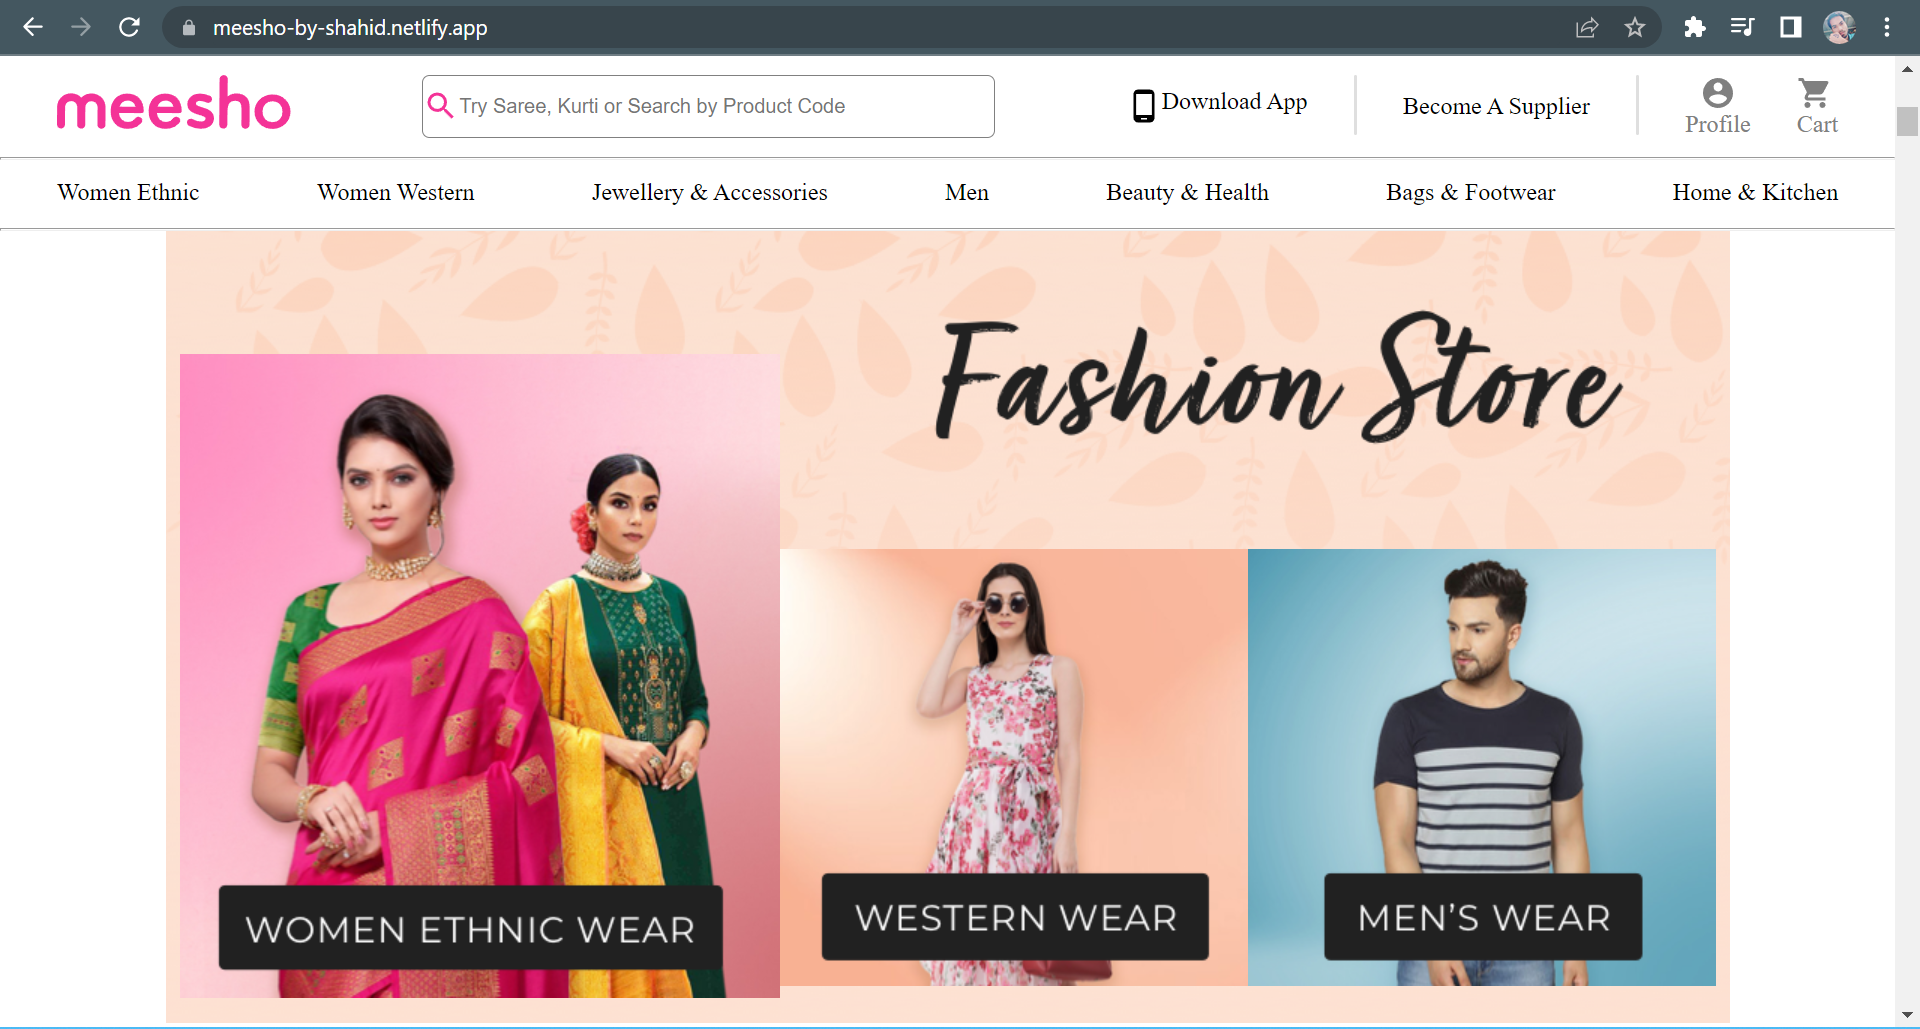 meesho-by-shahid.netlify.app
meesho
Try Saree, Kurti or Search by Product Code
Download App
Become A Supplier
Profile
Cart
Women Ethnic
Women Western
Jewellery & Accessories
Men
Beauty & Health
Bags & Footwear
Home & Kitchen
Fashion Store
WOMEN ETHNIC WEAR
WESTERN WEAR
MEN’S WEAR